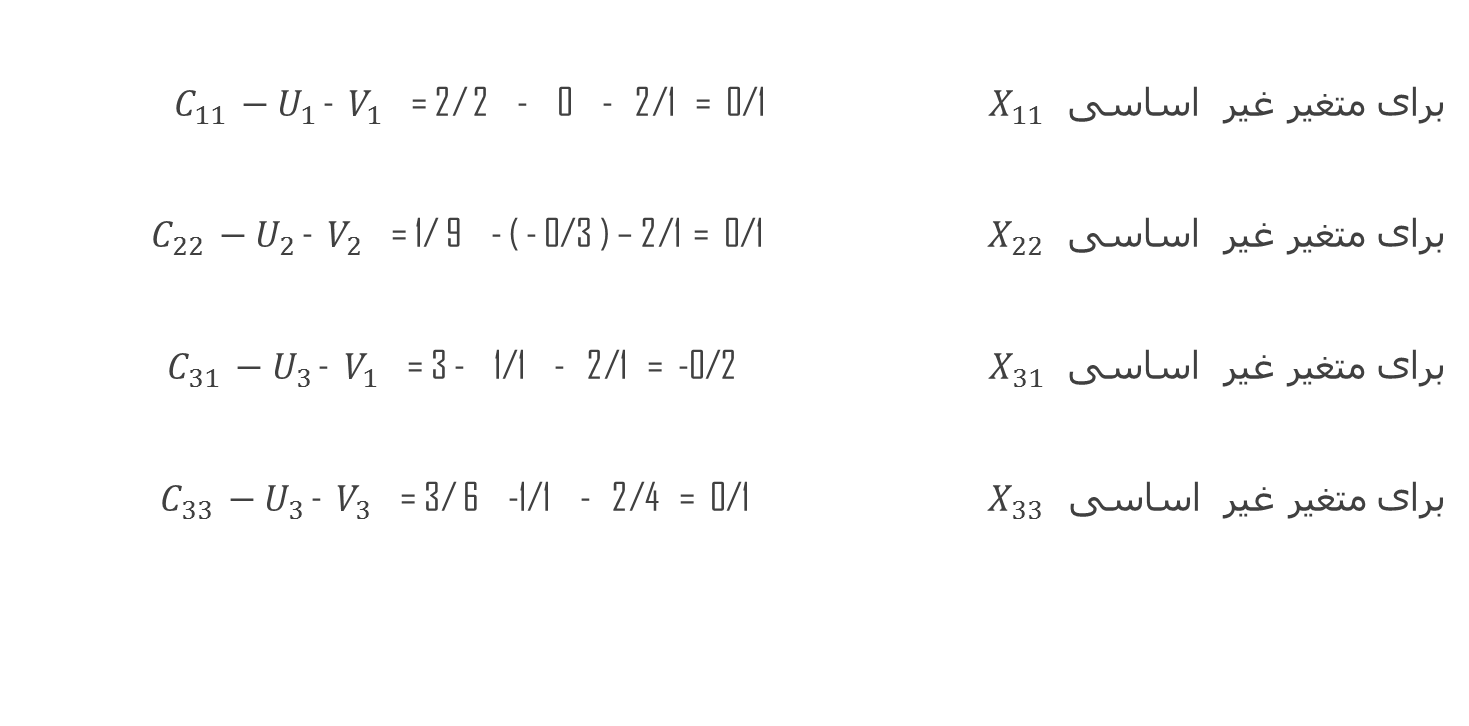 برای متغیر غیر اساسی X₁₁ C₁₁ − U₁ - V₁ = 2/2 - 0 - 2/1 = 0/1
برای متغیر غیر اساسی X₂₂ C₂₂ − U₂ - V₂ = 1/9 - ( - 0/3 ) – 2/1 = 0/1
برای متغیر غیر اساسی X₃₁ C₃₁ − U₃ - V₁ = 3 - 1/1 - 2/1 = -0/2
برای متغیر غیر اساسی X₃₃ C₃₃ − U₃ - V₃ = 3/6 -1/1 - 2/4 = 0/1